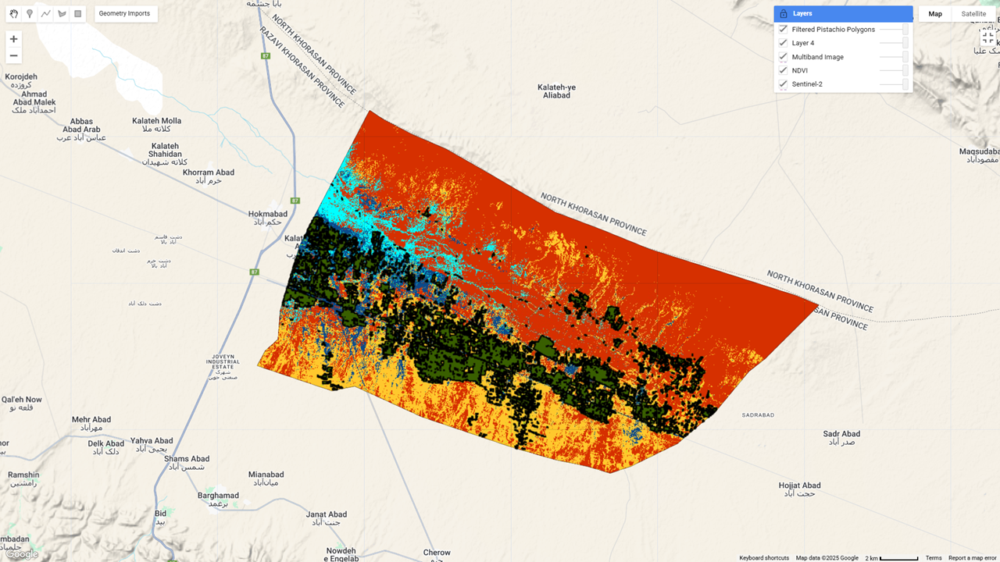 Geometry Imports
Layers
Filtered Pistachio Polygons
Layer 4
Multiband Image
NDVI
Sentinel-2
Map
Satellite
بابا چشمه
NORTH KHORASAN PROVINCE
RAZAVI KHORASAN PROVINCE
87
Korojdeh
کروژده
Ahmad
Abad Malek
احمدآباد ملک
Abbas
Abad Arab
عباس آباد عرب
Kalateh Molla
کلاته ملا
Kalateh
Shahidan
کلاته شهیدان
Khorram Abad
خرم آباد
Kalateh-ye
Aliabad
Maqsudaba
مقصودآباد
87
Hokmabad
حکم آباد
NORTH KHORASAN PROVINCE
دشت قاسم
آباد بالا
دشت اندقان
دشت خرم
آباد بالا
87
دشت دلک آباد
NORTH KHORASAN PROVINCE
SAN PROVINCE
JOVEYN
INDUSTRIAL
ESTATE
شهرک
صنعتی جوین
Qal'eh Now
قلعه نو
Mehr Abad
مهرآباد
SADRABAD
Sadr Abad
صدر آباد
Delk Abad
دلک آباد
Yahya Abad
یحیی آباد
Shams Abad
شمس آباد
Ramshin
رامشین
Mianabad
میان‌آباد
Barghamad
برغمد
Hojjat Abad
حجت آباد
Bid
بید
Janat Abad
جنت آباد
mbadan
Nowdeh
e Engelab
Cherow
Google
Keyboard shortcuts
Map data ©2025 Google
2 km
Terms
Report a map error